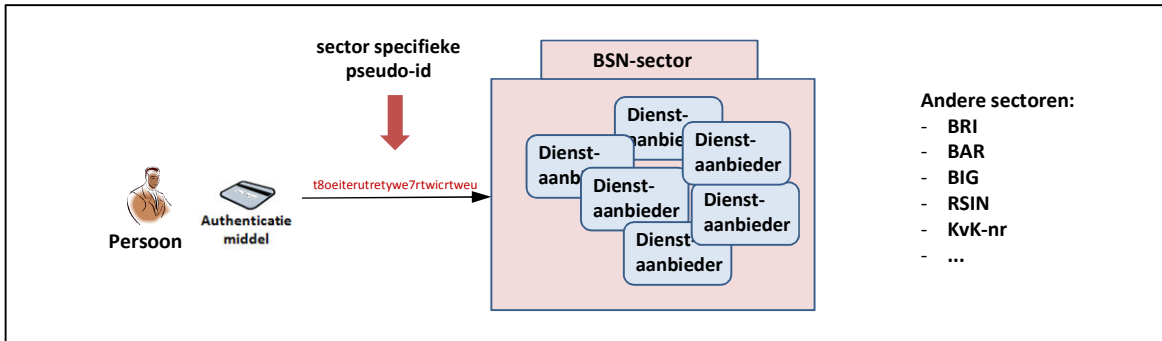 sector specifieke
pseudo-id
BSN-sector
Dienst-
aanbieder
Dienst-
aanbieder
Dienst-
aanb
Dienst-
aanbieder
Dienst-
aanbieder
Dienst-
aanbieder
t8oeiterutretywe7rtwicrtweu
Persoon
Authenticatie
middel
Andere sectoren:
- BRI
- BAR
- BIG
- RSIN
- KvK-nr
- ...